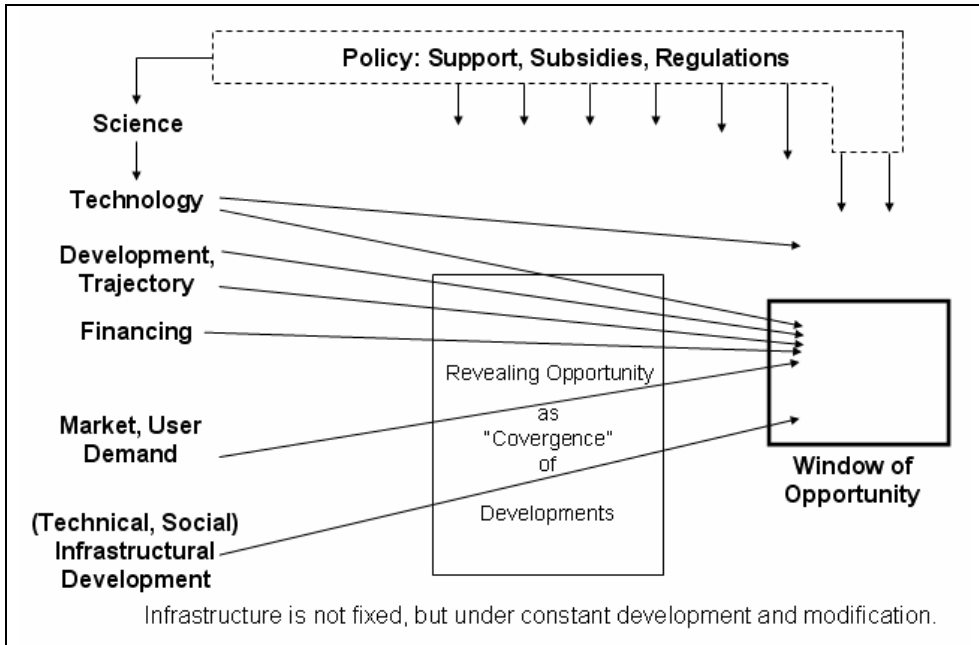 Policy: Support, Subsidies, Regulations
Science
Technology
Development,
Trajectory
Financing
Market, User
Demand
(Technical, Social)
Infrastructural
Development
Revealing Opportunity
as
"Covergence"
of
Developments
Window of
Opportunity
Infrastructure is not fixed, but under constant development and modification.